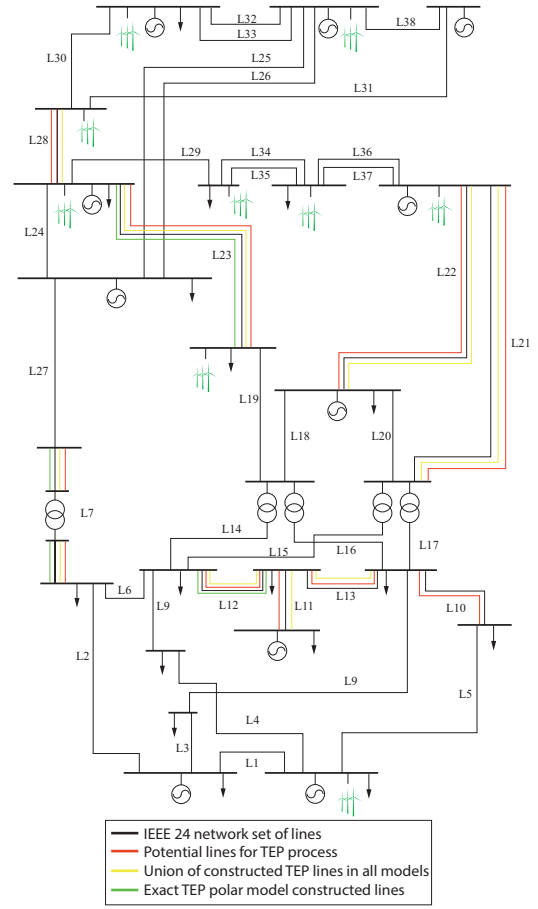 L32
L33
L38
L30
L25
L26
L31
L28
L29
L34
L36
L35
L37
L24
L23
L22
L21
L27
L19
L18
L20
L7
L14
L15
L16
L17
L6
L9
L12
L11
L13
L10
L2
L9
L5
L4
L3
L1
IEEE 24 network set of lines
Potential lines for TEP process
Union of constructed TEP lines in all models
Exact TEP polar model constructed lines